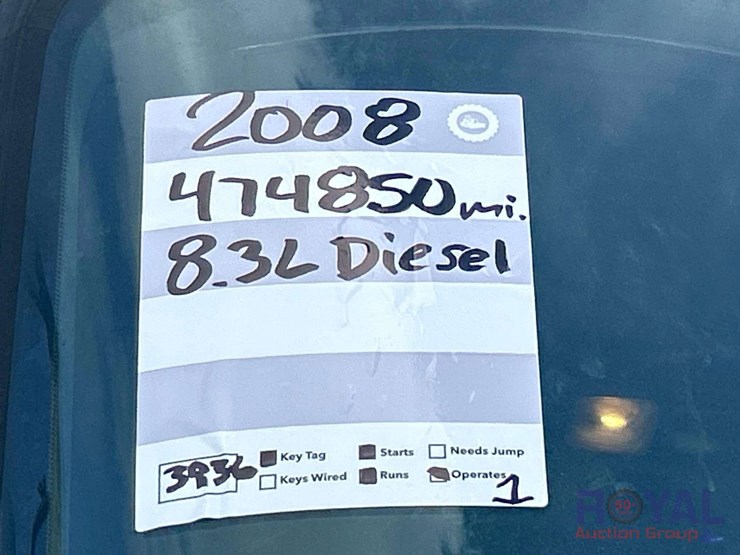 2008
474850 mi.
8.3L Diesel
3936
Key Tag
Starts
Needs Jump
Keys Wired
Runs
Operates
1
ROYAL
Auction Group